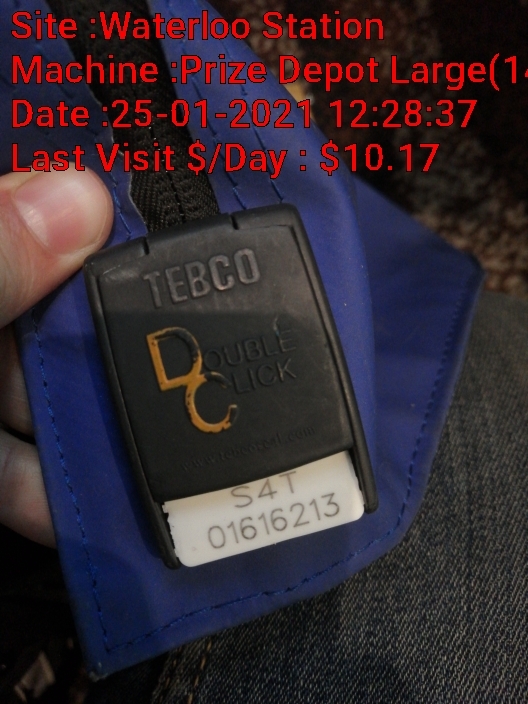 Site :Waterloo Station
Machine :Prize Depot Large(14
Date :25-01-2021 12:28:37
Last Visit $/Day : $10.17
TEBCO
DOUBLE
CLICK
S4T
01616213